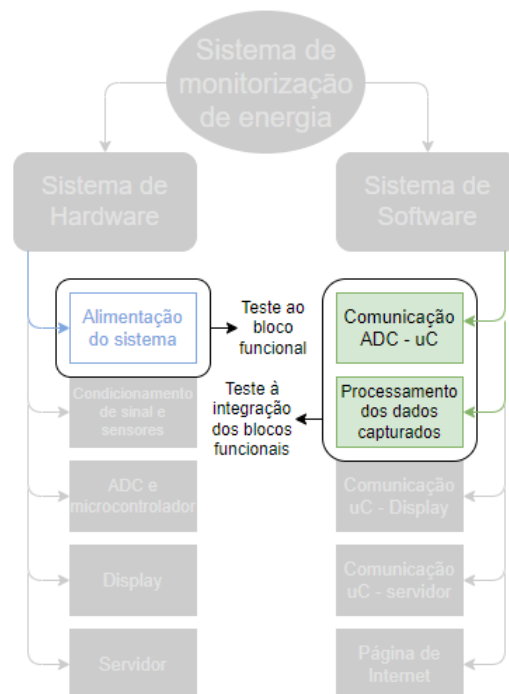 Sistema de
monitorização
de energia
Sistema de
Hardware
Sistema de
Software
Alimentação
do sistema
Teste ao
bloco
funcional
Comunicação
ADC - uC
Condicionamento
de sinal e
sensores
Teste à
integração
dos blocos
funcionais
Processamento
dos dados
capturados
ADC e
microcontrolador
Comunicação
uC - Display
Display
Comunicação
uC - servidor
Servidor
Página de
Internet